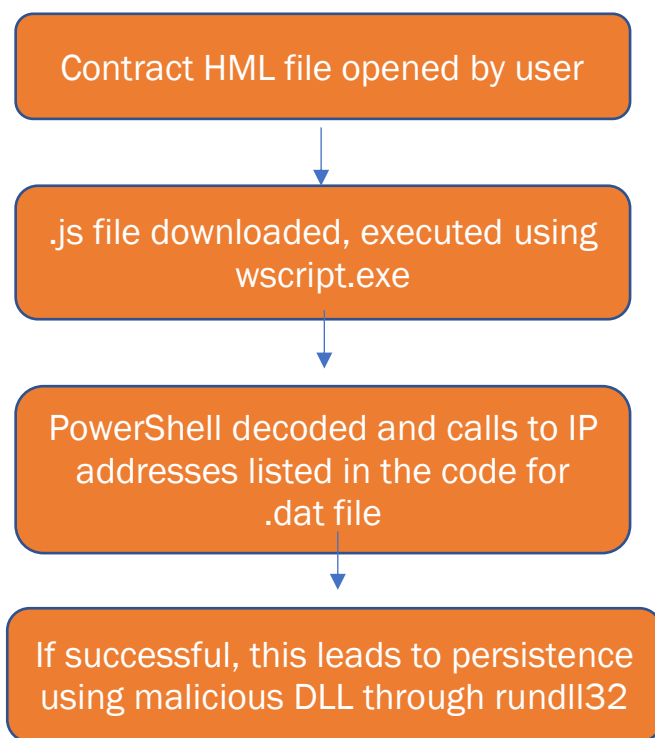 Contract HML file opened by user
.js file downloaded, executed using
wscript.exe
PowerShell decoded and calls to IP
addresses listed in the code for
.dat file
If successful, this leads to persistence
using malicious DLL through rundll32